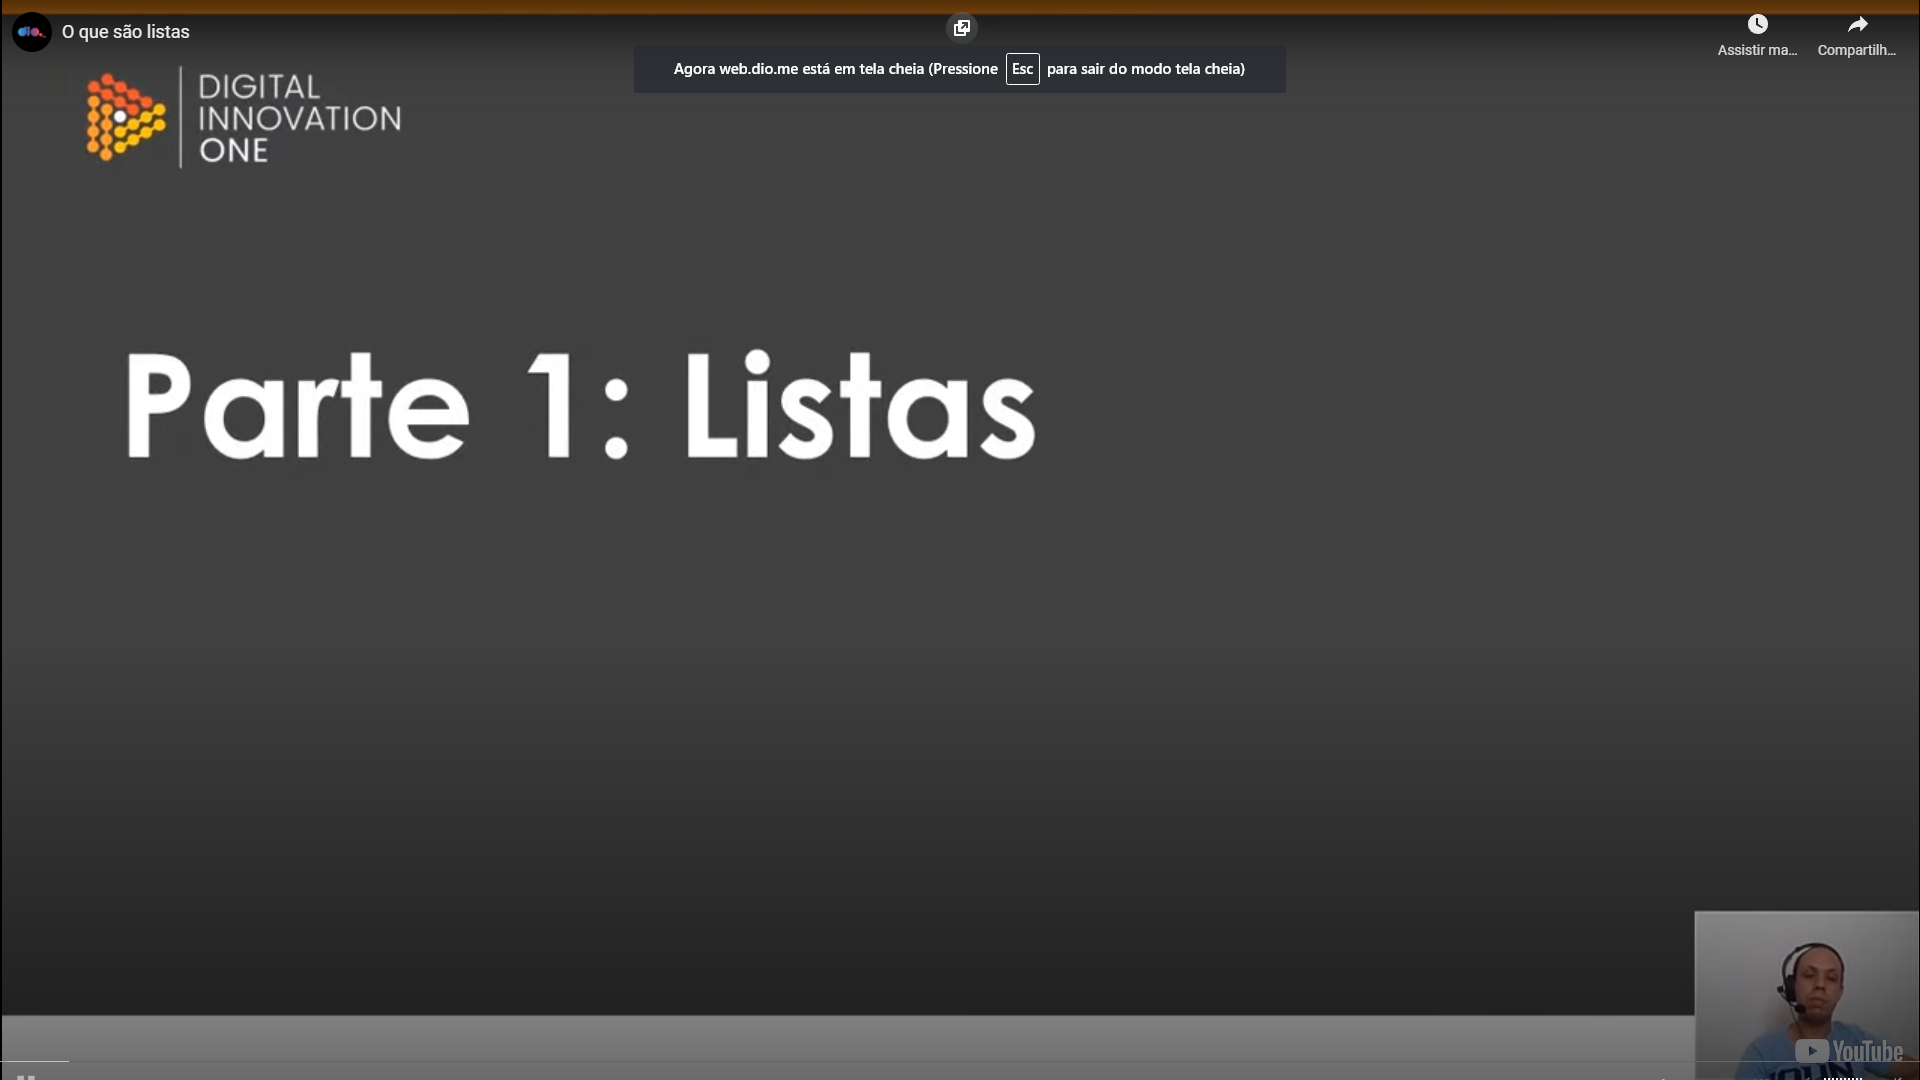 dio.
O que são listas
Assistir ma...
Compartilh...
Agora web.dio.me está em tela cheia (Pressione Esc para sair do modo tela cheia)
DIGITAL
INNOVATION
ONE
Parte 1: Listas
YouTube